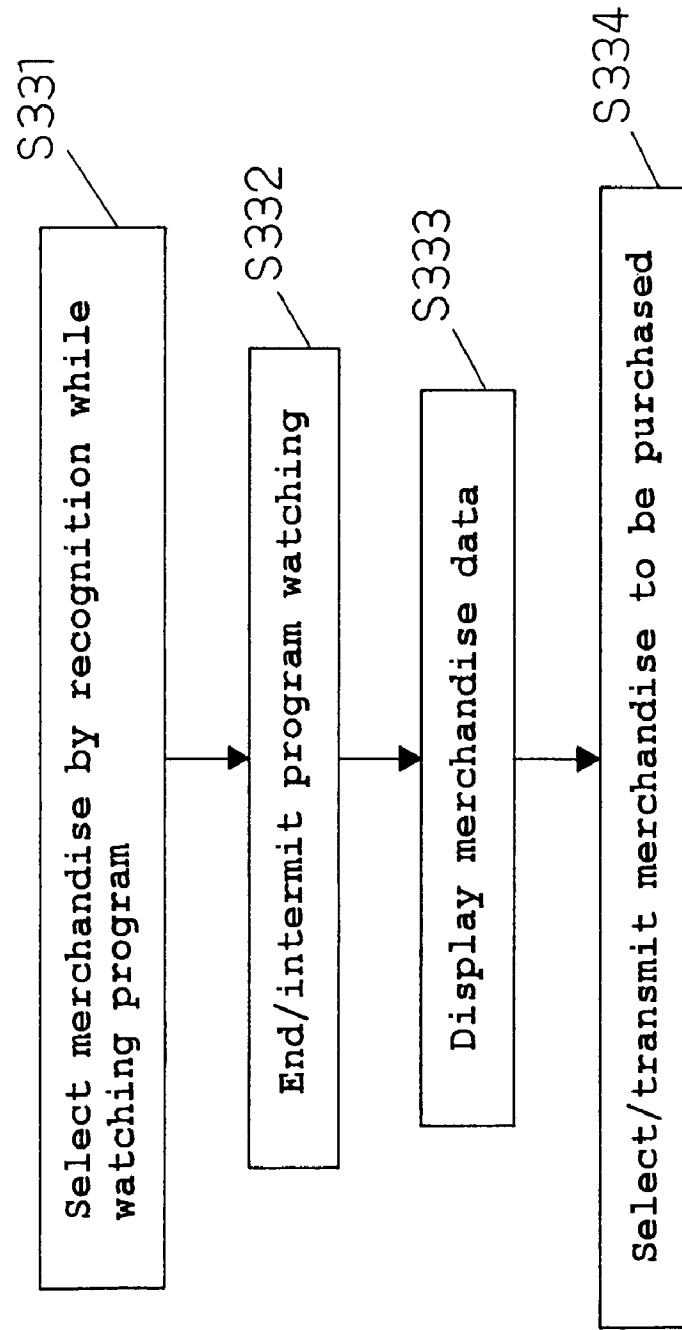 Select merchandise by recognition while
watching program
S331
End/intermit program watching
S332
Display merchandise data
S333
Select/transmit merchandise to be purchased
S334